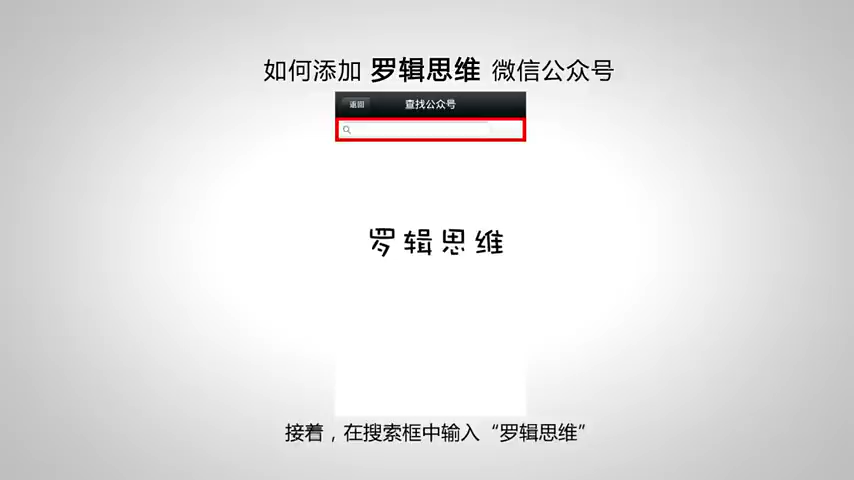 如何添加 罗辑思维 微信公众号
返回 查找公众号
罗辑思维
接着，在搜索框中输入“罗辑思维”